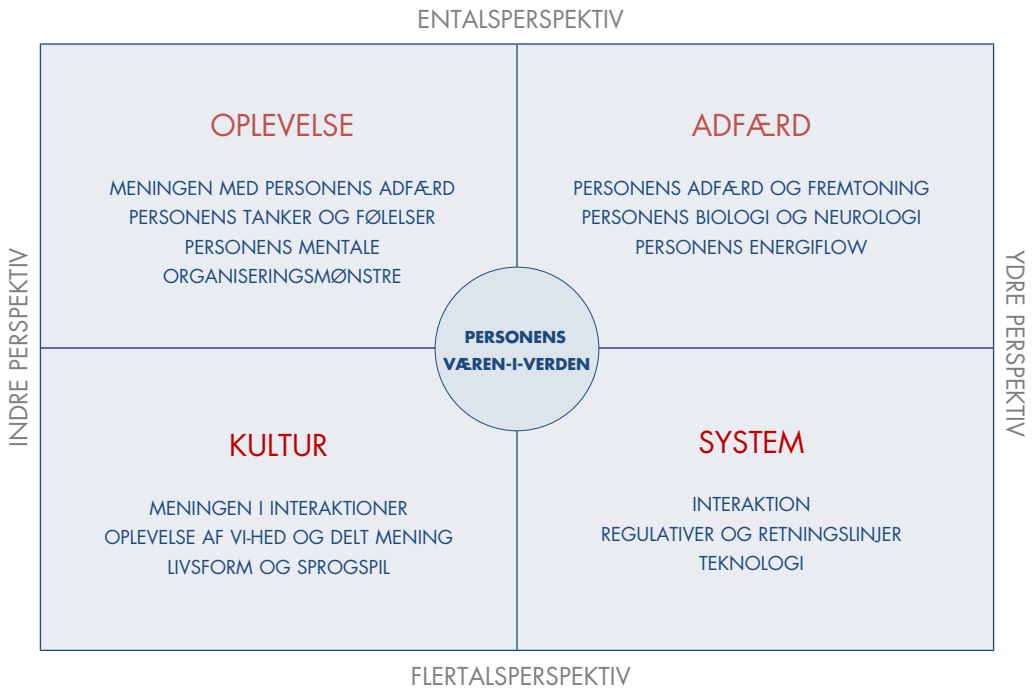 ENTALSPERSPEKTIV
OPLEVELSE
MENINGEN MED PERSONENS ADFÆRD
PERSONENS TANKER OG FØLELSER
PERSONENS MENTALE
ORGANISERINGSMØNSTRE
ADFÆRD
PERSONENS ADFÆRD OG FREMTONING
PERSONENS BIOLOGI OG NEUROLOGI
PERSONENS ENERGIFLOW
INDRE PERSPEKTIV
PERSONENS
VÆREN-I-VERDEN
YDRE PERSPEKTIV
KULTUR
MENINGEN I INTERAKTIONER
OPLEVELSE AF VI-HED OG DELT MENING
LIVSFORM OG SPROGSPIL
SYSTEM
INTERAKTION
REGULATIVER OG RETNINGSLINJER
TEKNOLOGI
FLERTALSPERSPEKTIV